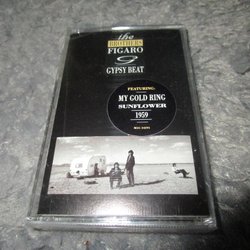 the
BROTHERS
FIGARO
GYPSY BEAT
FEATURING:
MY GOLD RING
SUNFLOWER
1959